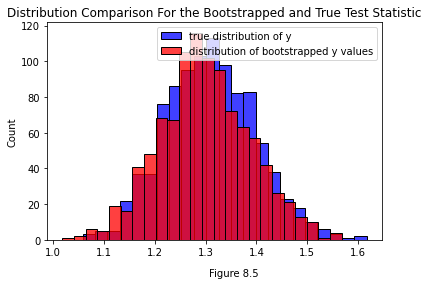 Distribution Comparison For the Bootstrapped and True Test Statistic
true distribution of y
distribution of bootstrapped y values
Count
120
100
80
60
40
20
0
1.0 1.1 1.2 1.3 1.4 1.5 1.6
Figure 8.5